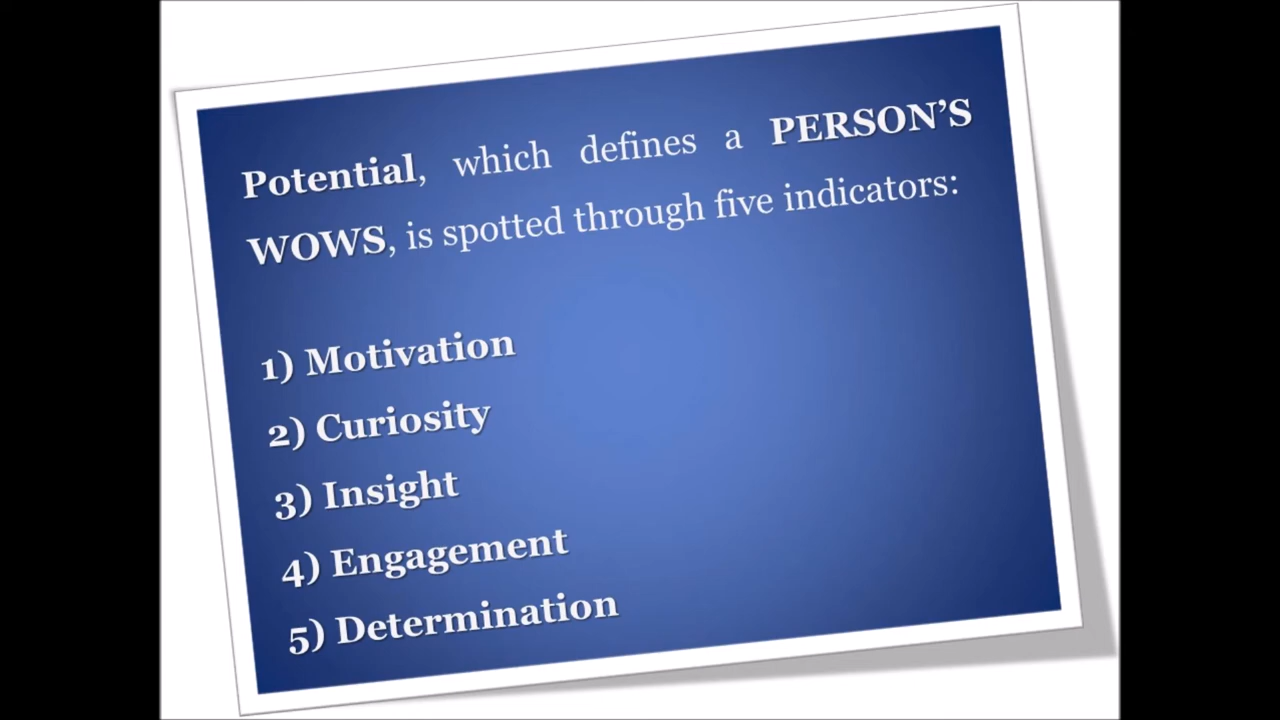 Potential, which defines a PERSON’S
WOWS, is spotted through five indicators:
1) Motivation
2) Curiosity
3) Insight
4) Engagement
5) Determination